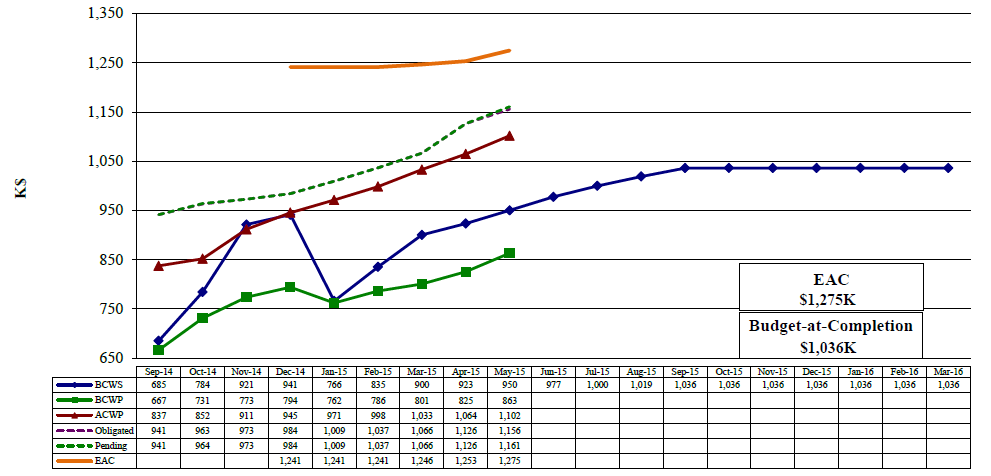 1,350
1,250
1,150
1,050
950
850
750
650
K$
EAC
$1,275K
Budget-at-Completion
$1,036K
Sep-14 Oct-14 Nov-14 Dec-14 Jan-15 Feb-15 Mar-15 Apr-15 May-15 Jun-15 Jul-15 Aug-15 Sep-15 Oct-15 Nov-15 Dec-15 Jan-16 Feb-16 Mar-16
BCWS 685 784 921 941 766 835 900 923 950 977 1,000 1,019 1,036 1,036 1,036 1,036 1,036 1,036 1,036
BCWP 667 731 773 794 762 786 801 825 863
ACWP 837 852 911 945 971 998 1,033 1,064 1,102
Obligated 941 963 973 984 1,009 1,037 1,066 1,126 1,156
Pending 941 964 973 984 1,009 1,037 1,066 1,126 1,161
EAC 1,241 1,241 1,241 1,246 1,253 1,275